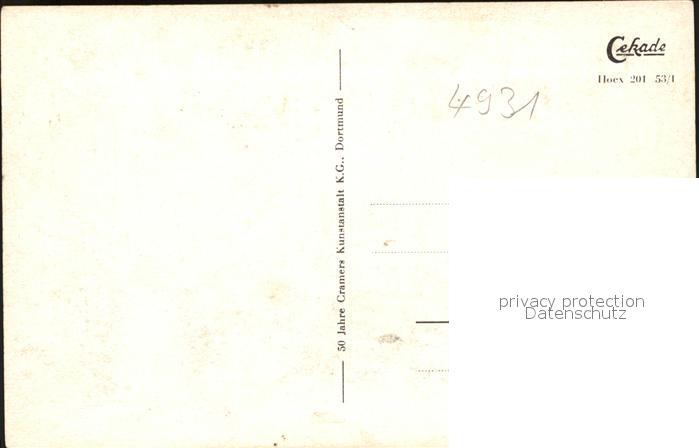 Cekade
Hoex 201 53/1
4931
50 Jahre Cramers Kunstanstalt K.G., Dortmund
privacy protection
Datenschutz